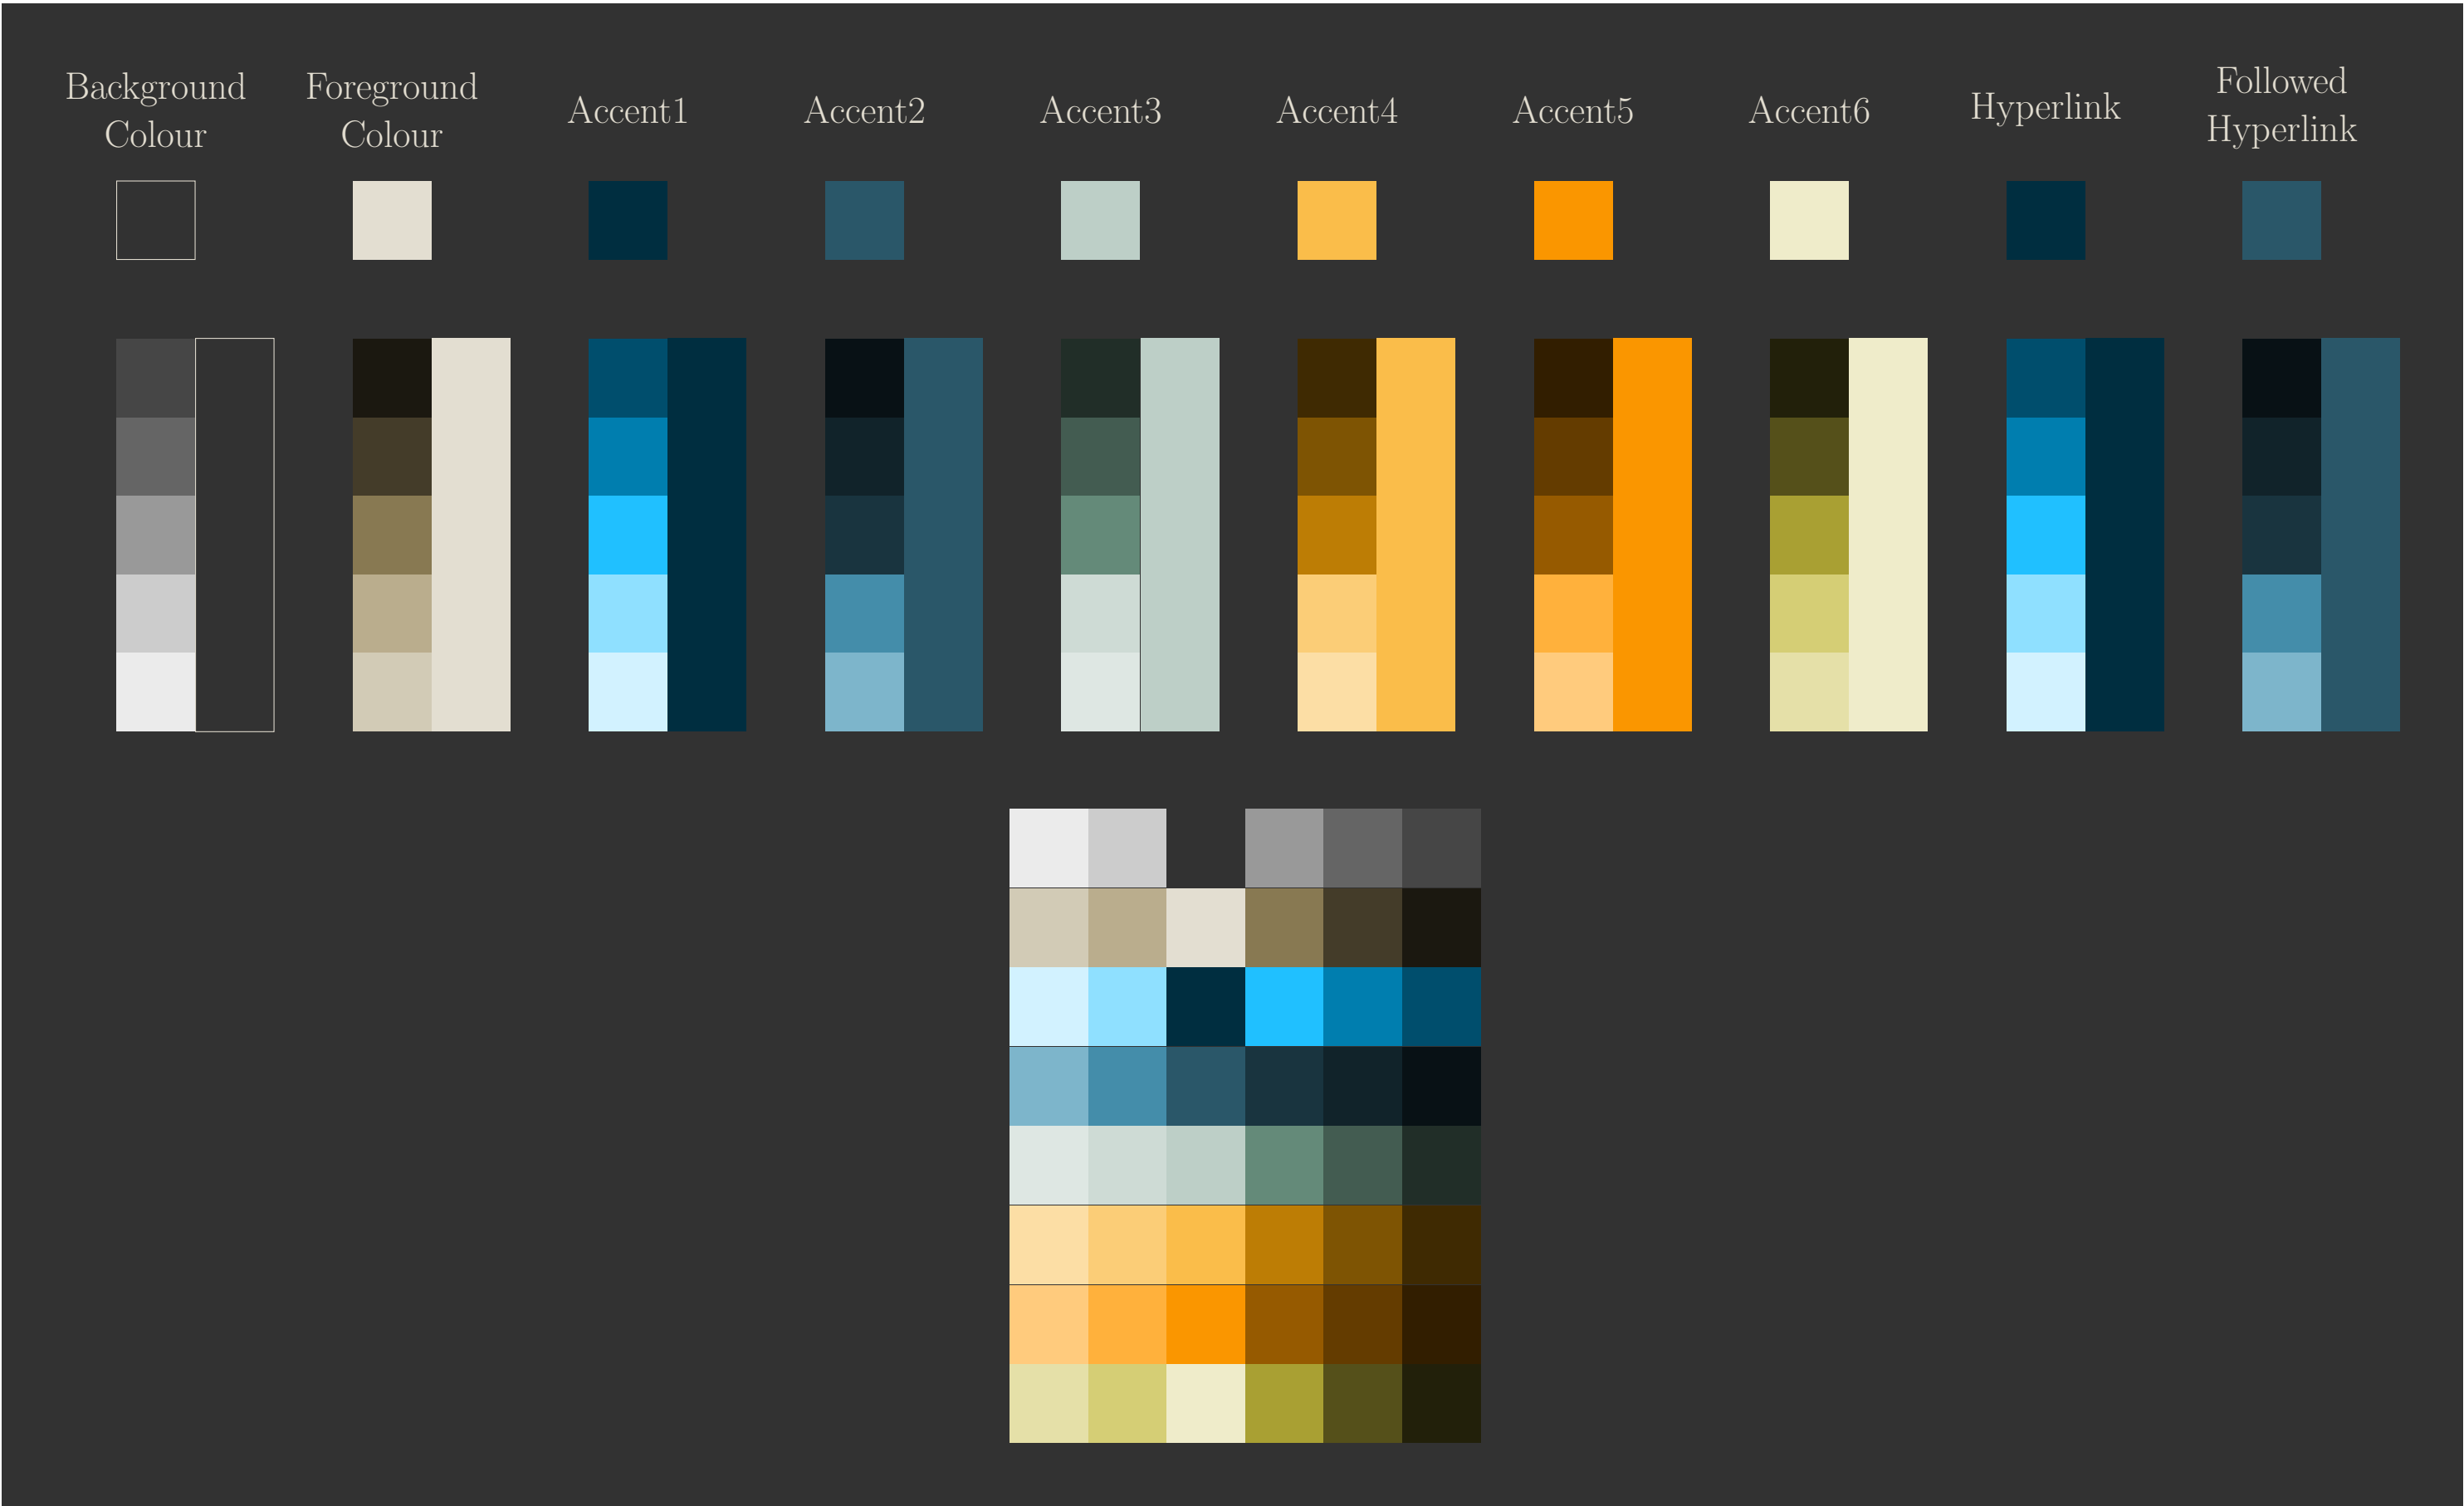 Background
Colour
Foreground
Colour
Accent1
Accent2
Accent3
Accent4
Accent5
Accent6
Hyperlink
Followed
Hyperlink